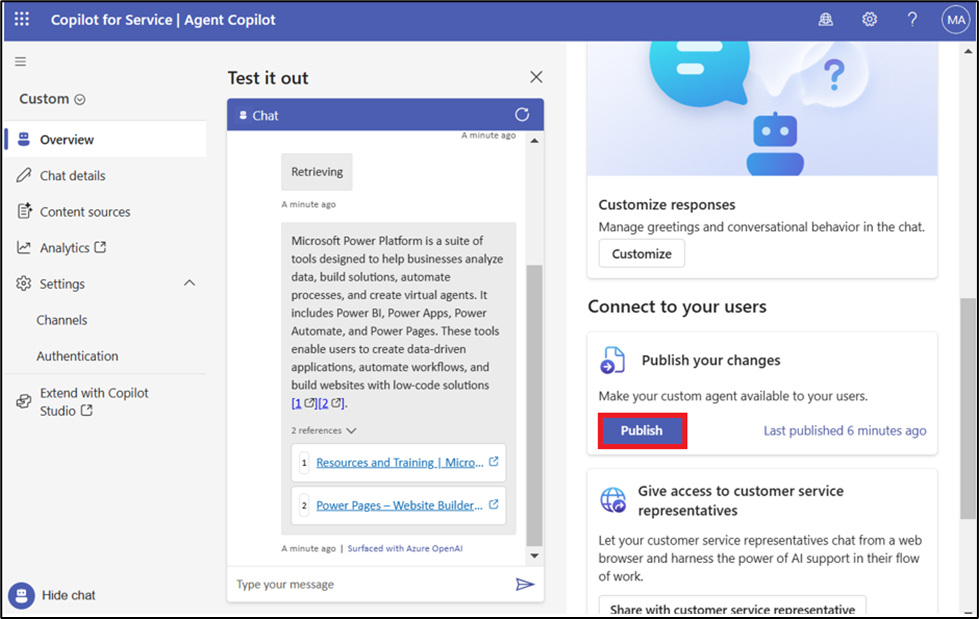 Copilot for Service | Agent Copilot
MA
Custom
Overview
Chat details
Content sources
Analytics
Settings
Channels
Authentication
Extend with Copilot
Studio
Hide chat
Test it out
Chat
A minute ago
Retrieving
A minute ago
Microsoft Power Platform is a suite of
tools designed to help businesses analyze
data, build solutions, automate
processes, and create virtual agents. It
includes Power BI, Power Apps, Power
Automate, and Power Pages. These tools
enable users to create data-driven
applications, automate workflows, and
build websites with low-code solutions
[1][2].
2 references
1 Resources and Training | Micro...
2 Power Pages – Website Builder...
A minute ago | Surfaced with Azure OpenAI
Type your message
Customize responses
Manage greetings and conversational behavior in the chat.
Customize
Connect to your users
Publish your changes
Make your custom agent available to your users.
Publish
Last published 6 minutes ago
Give access to customer service
representatives
Let your customer service representatives chat from a web
browser and harness the power of AI support in their flow
of work.
Share with customer service representative